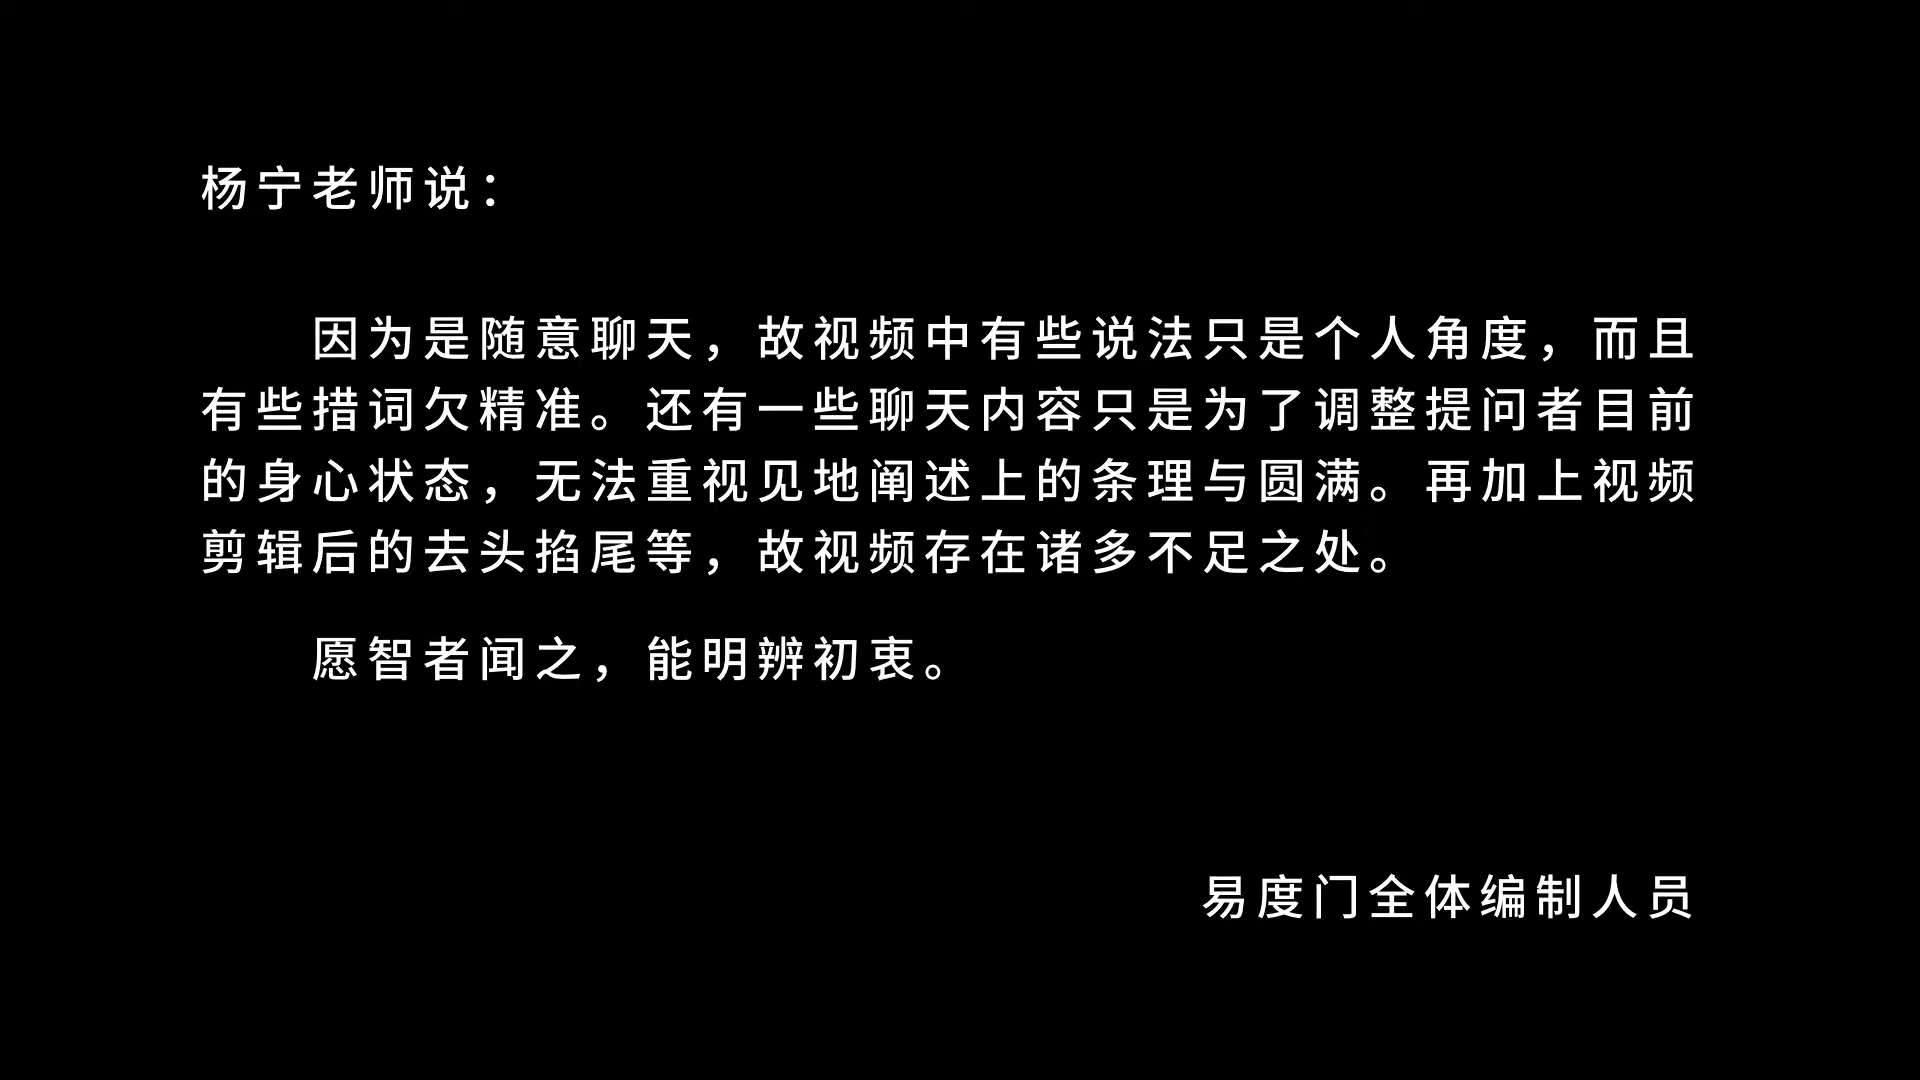 杨宁老师说：
因为是随意聊天，故视频中有些说法只是个人角度，而且
有些措词欠精准。还有一些聊天内容只是为了调整提问者目前
的身心状态，无法重视见地阐述上的条理与圆满。再加上视频
剪辑后的去头掐尾等，故视频存在诸多不足之处。
愿智者闻之，能明辨初衷。
易度门全体编制人员